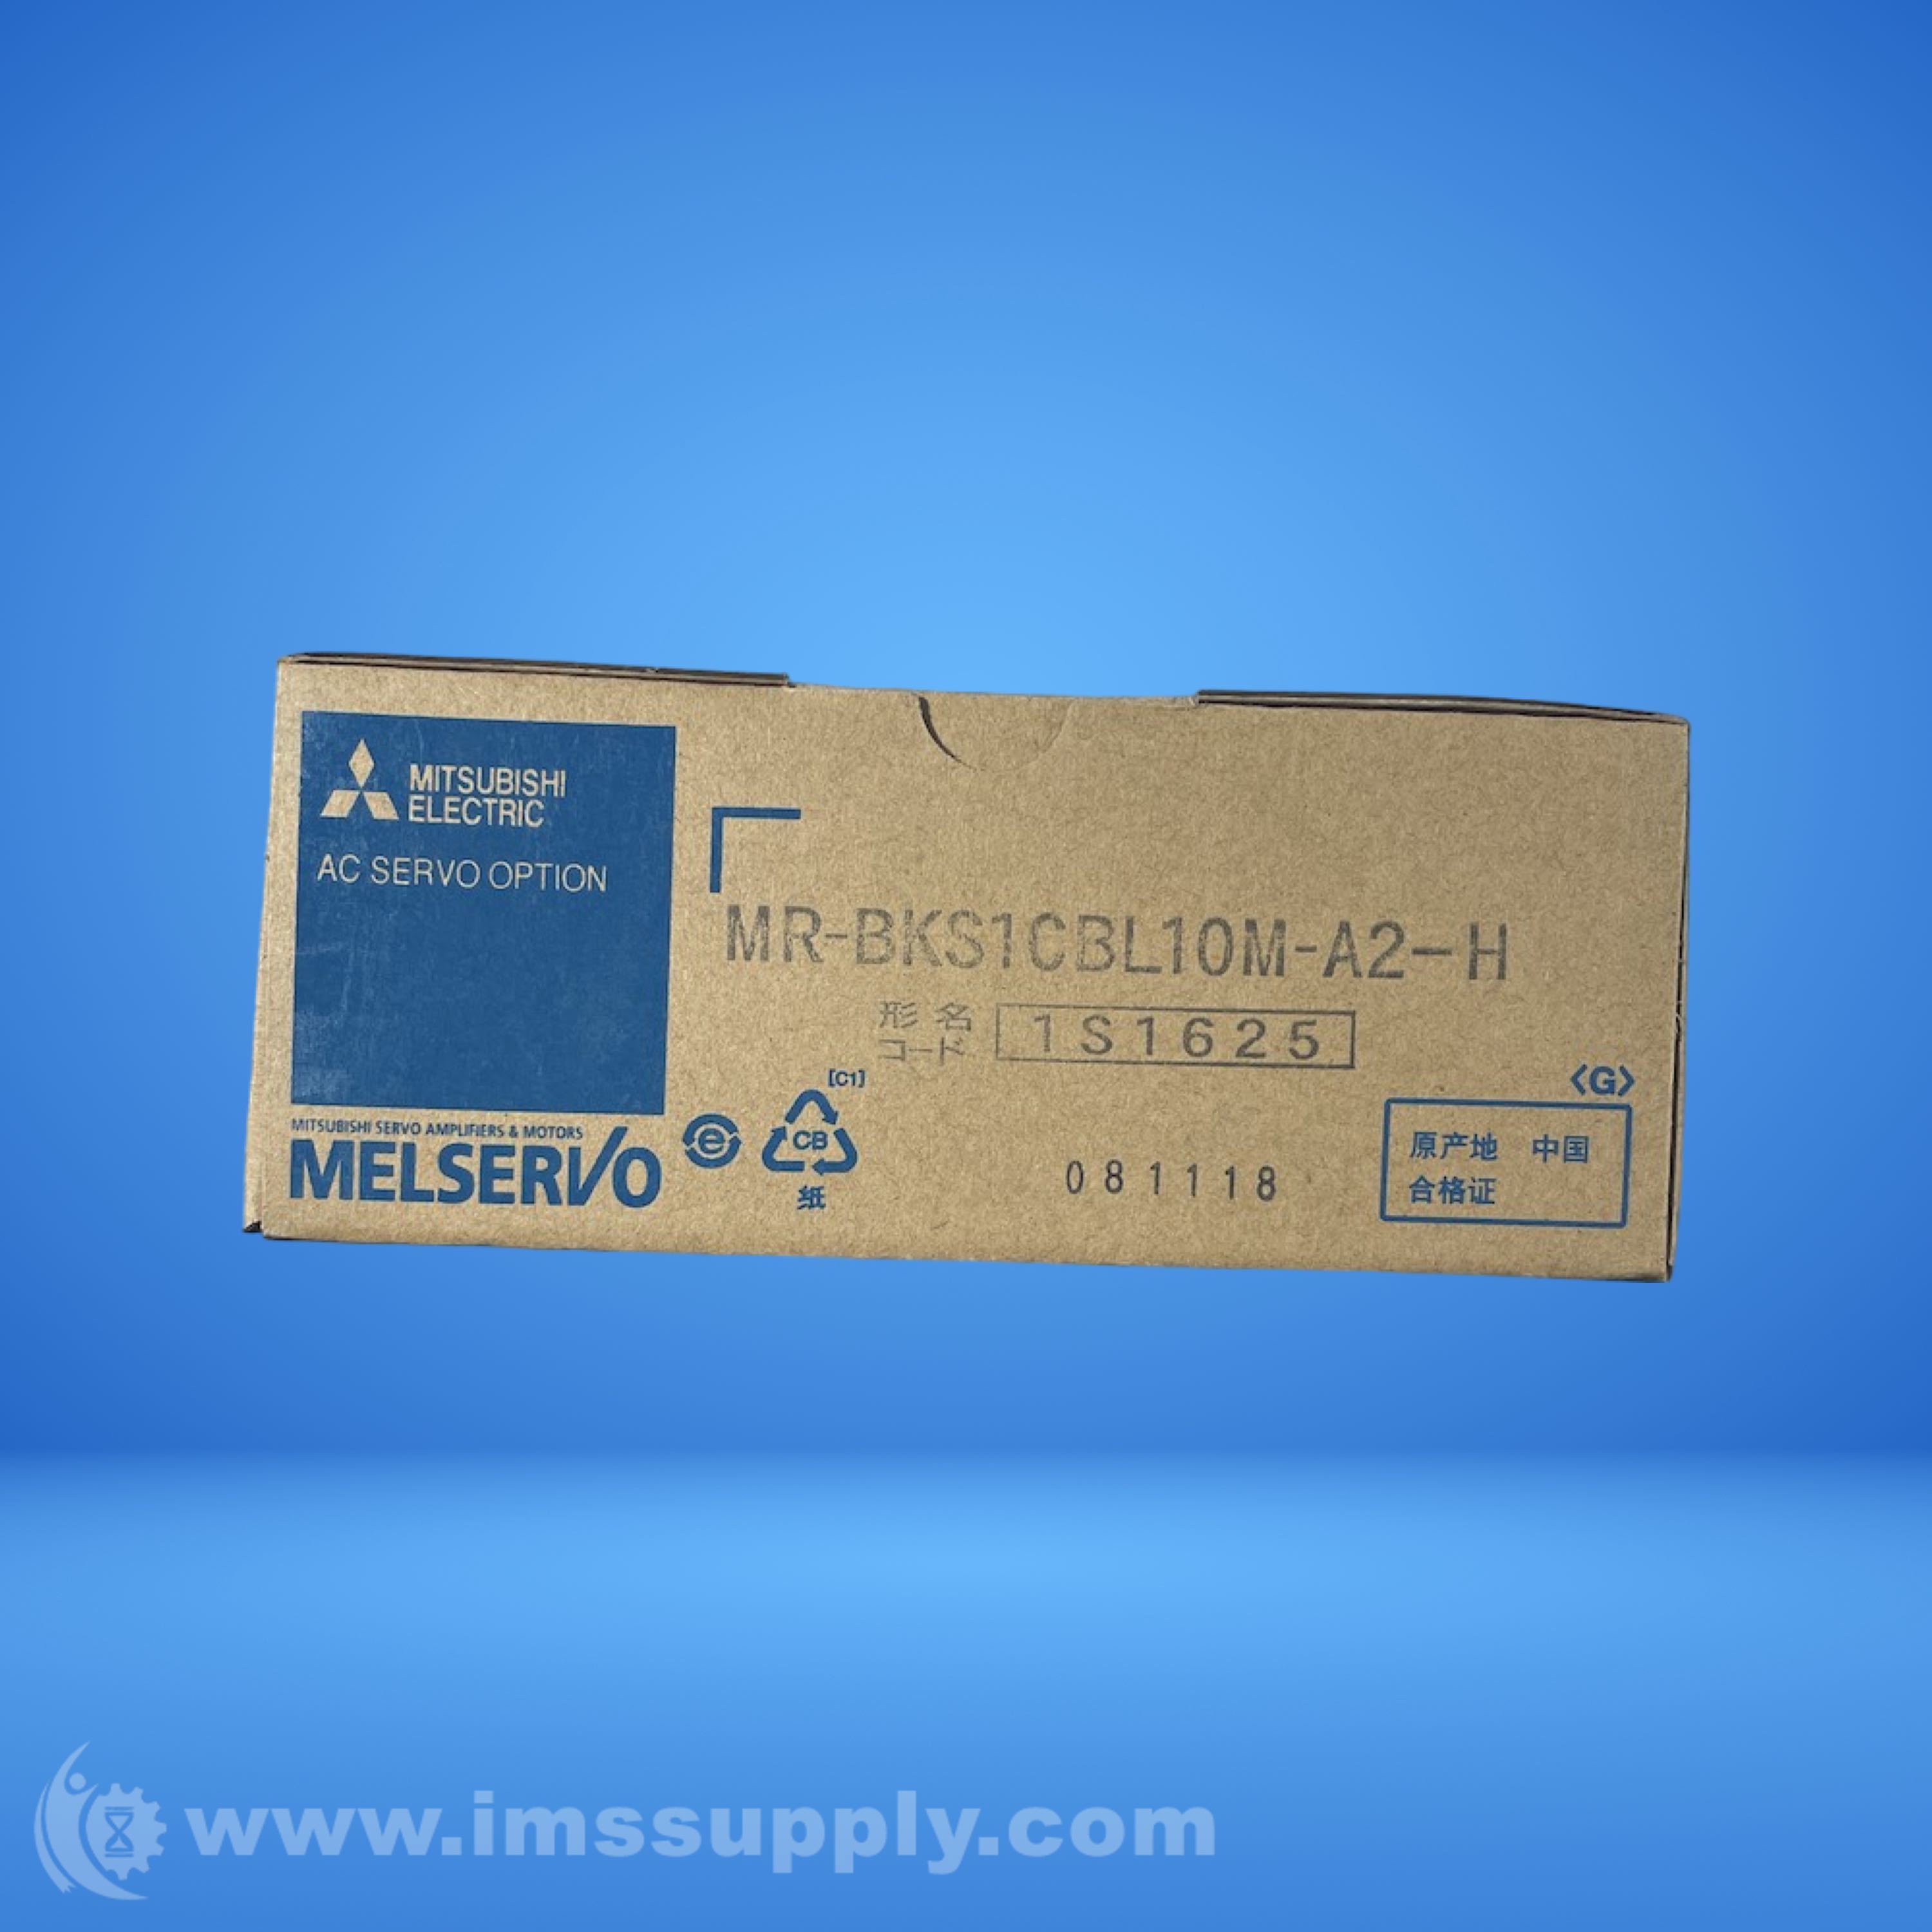 MITSUBISHI
ELECTRIC
AC SERVO OPTION
MR-BKS1CBL10M-A2-H
形名
コード
1S1625
[C1]
<G>
MITSUBISHI SERVO AMPLIFIERS & MOTORS
MELSERVO
e
CB
纸
081118
原产地 中国
合格证
www.imssupply.com